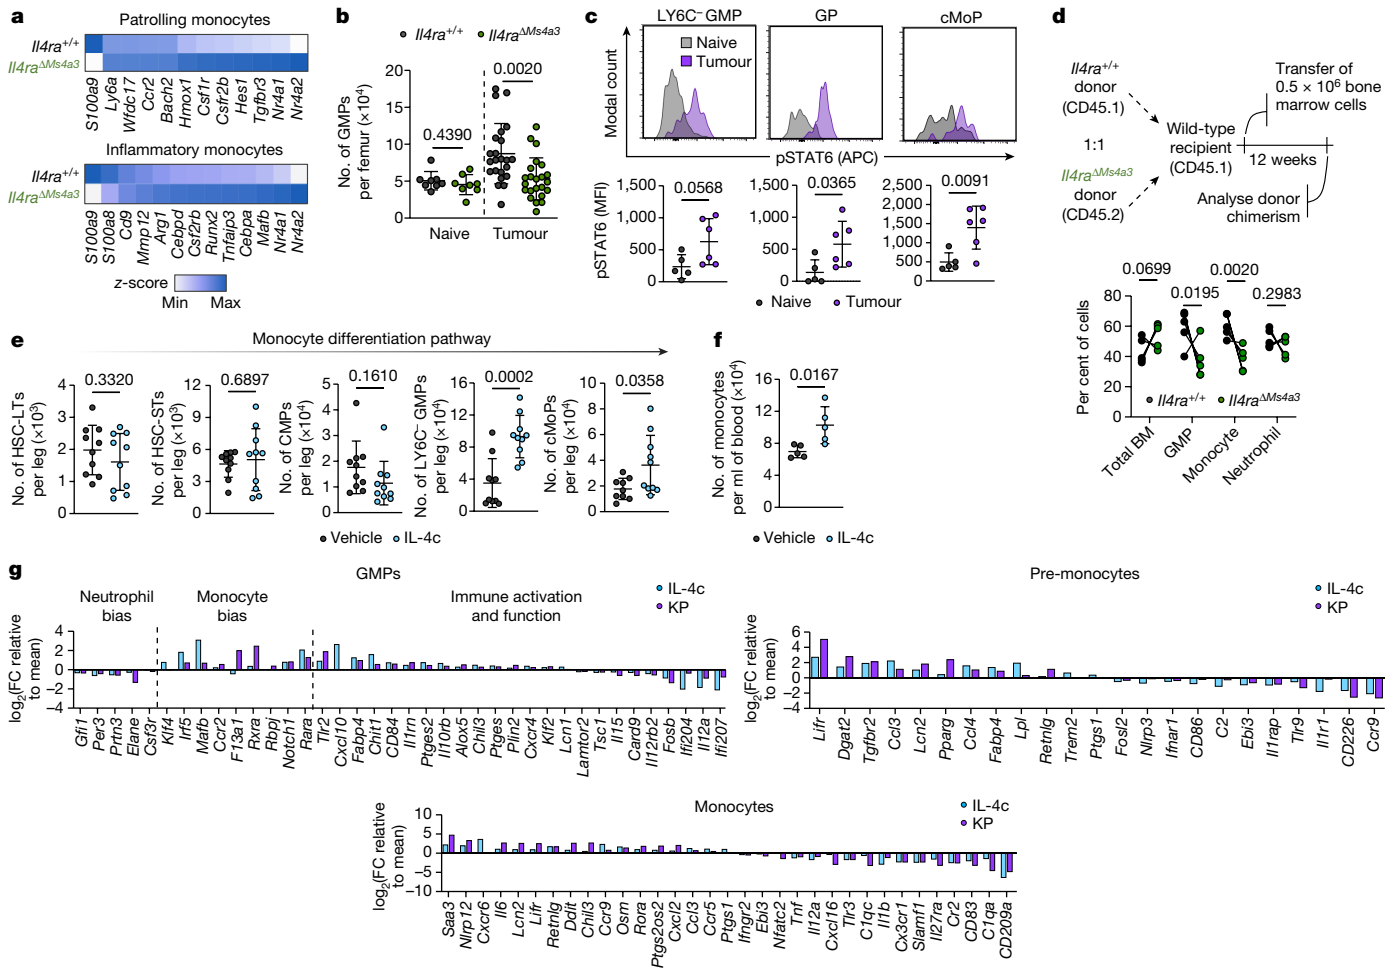 a
Patrolling monocytes
Il4ra+/+
Il4raΔMs4a3
S100a9
Ly6a
Wfdc17
Ccr2
Bach2
Hmox1
Csf1r
Csfr2b
Hes1
Tgfbr3
Nr4a1
Nr4a2
Inflammatory monocytes
Il4ra+/+
Il4raΔMs4a3
S100a9
S100a8
Cd9
Mmp12
Arg1
Cebpd
Csf2rb
Runx2
Tnfaip3
Cebpa
Mafb
Nr4a1
Nr4a2
z-score
Min Max
b
Il4ra+/+ Il4raΔMs4a3
No. of GMPs
per femur (×10⁴)
20
15
10
5
0
0.4390
0.0020
Naive Tumour
c
LY6C− GMP GP cMoP
Modal count
Naive
Tumour
pSTAT6 (APC)
pSTAT6 (MFI)
1,500
1,000
500
0
0.0568
1,500
1,000
500
0
0.0365
2,500
2,000
1,500
1,000
500
0
0.0091
Naive Tumour
d
Il4ra+/+
donor
(CD45.1)
1:1
Il4raΔMs4a3
donor
(CD45.2)
Wild-type
recipient
(CD45.1)
Transfer of
0.5 × 10⁶ bone
marrow cells
12 weeks
Analyse donor
chimerism
0.0699 0.0020
0.0195 0.2983
Per cent of cells
80
60
40
20
0
Il4ra+/+ Il4raΔMs4a3
Total BM
GMP
Monocyte
Neutrophil
e
Monocyte differentiation pathway
No. of HSC-LTs
per leg (×10³)
4
3
2
1
0
0.3320
No. of HSC-STs
per leg (×10³)
12
9
6
3
0
0.6897
No. of CMPs
per leg (×10⁴)
5
4
3
2
1
0
0.1610
No. of LY6C− GMPs
per leg (×10⁴)
16
12
8
4
0
0.0002
No. of cMoPs
per leg (×10⁴)
10
8
6
4
2
0
0.0358
Vehicle IL-4c
f
No. of monocytes
per ml of blood (×10⁴)
16
12
8
4
0
0.0167
Vehicle IL-4c
g
GMPs
IL-4c
KP
Neutrophil
bias
Monocyte
bias
Immune activation
and function
log₂(FC relative
to mean)
4
2
0
−2
−4
Gfi1
Per3
Prtn3
Elane
Csf3r
Klf4
Irf5
Mafb
Ccr2
F13a1
Rxra
Rbpj
Notch1
Rara
Tlr2
Cxcl10
Fabp4
Chit1
CD84
Il1rn
Ptges2
Il10rb
Alox5
Chil3
Ptges
Plin2
Cxcr4
Klf2
Lcn1
Lamtor2
Tsc1
Il15
Card9
Il12rb2
Fosb
Ifi204
Il12a
Ifi207
Pre-monocytes
IL-4c
KP
log₂(FC relative
to mean)
6
4
2
0
−2
−4
Lifr
Dgat2
Tgfbr2
Ccl3
Lcn2
Pparg
Ccl4
Fabp4
Lpl
Retnlg
Trem2
Ptgs1
Fosl2
Nlrp3
Ifnar1
CD86
C2
Ebi3
Il1rap
Tlr9
Il1r1
CD226
Ccr9
Monocytes
IL-4c
KP
log₂(FC relative
to mean)
10
5
0
−5
−10
Saa3
Nlrp12
Cxcr6
Il6
Lcn2
Lifr
Retnlg
Ddit
Chil3
Ccr9
Osm
Rora
Ptgs2os2
Cxcl2
Ccl3
Ccr5
Ptgs1
Ifngr2
Ebi3
Nfatc2
Tnf
Il12a
Cxcl16
Tlr3
C1qc
Il1b
Cx3cr1
Slamf1
Il27ra
Cr2
CD83
C1qa
CD209a